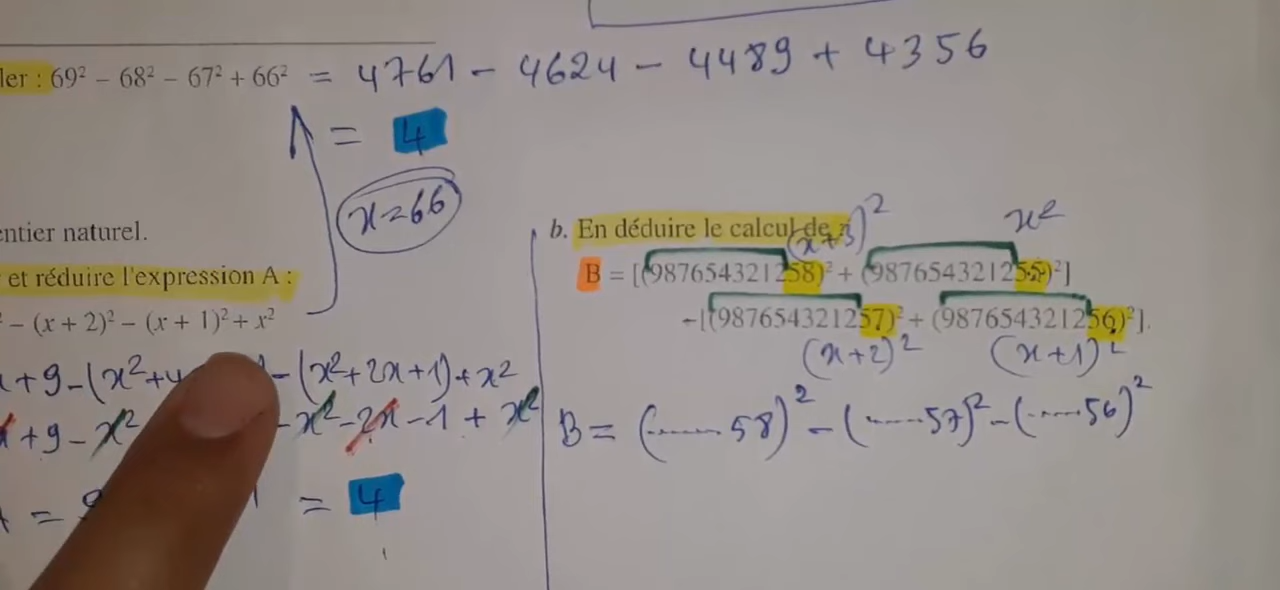 ler : 69² − 68² − 67² + 66² = 4761 − 4624 − 4489 + 4356
= 4
x=66
entier naturel.
et réduire l'expression A :
− (x + 2)² − (x + 1)² + x²
x+9−(x²+4 −(x²+2x+1)+x²
+9−x² −x²−2x−1+x²
= 4
b. En déduire le calcul de :
(x+3)² x²
B = [(987654321258)² + (987654321255)²]
−[(987654321257)² + (987654321256)²].
(x+2)² (x+1)²
B = (......58)² − (....57)² − (.....56)²